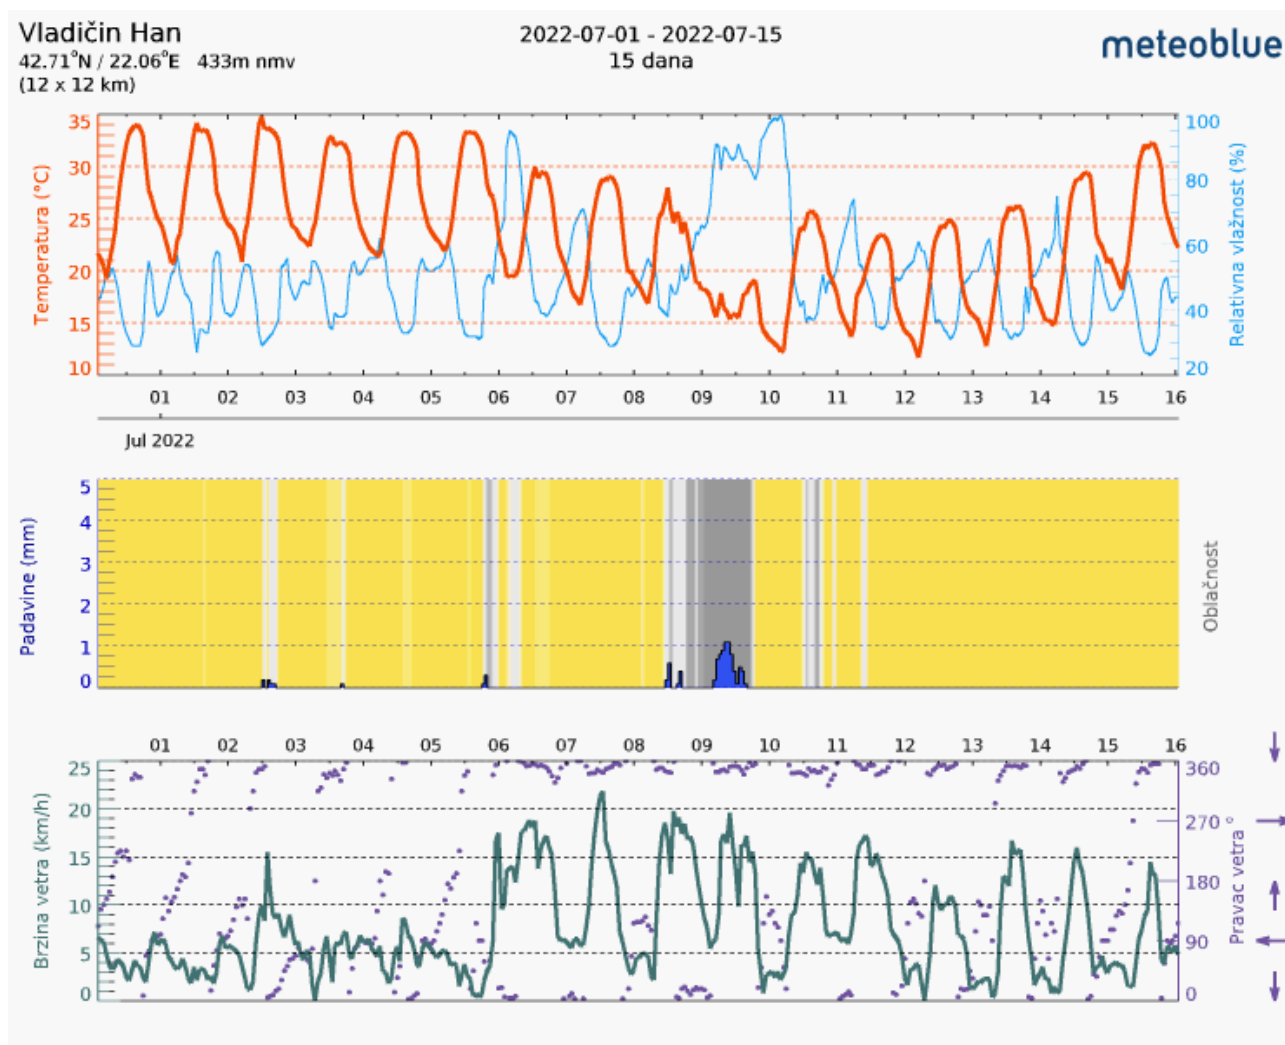 Vladičin Han
42.71°N / 22.06°E 433m nmv
(12 x 12 km)
2022-07-01 - 2022-07-15
15 dana
meteoblue
Temperatura (°C)
35
30
25
20
15
10
Relativna vlažnost (%)
100
80
60
40
20
01 02 03 04 05 06 07 08 09 10 11 12 13 14 15 16
Jul 2022
Padavine (mm)
5
4
3
2
1
0
Oblačnost
01 02 03 04 05 06 07 08 09 10 11 12 13 14 15 16
Brzina vetra (km/h)
25
20
15
10
5
0
360
270
180
90
0
Pravac vetra °